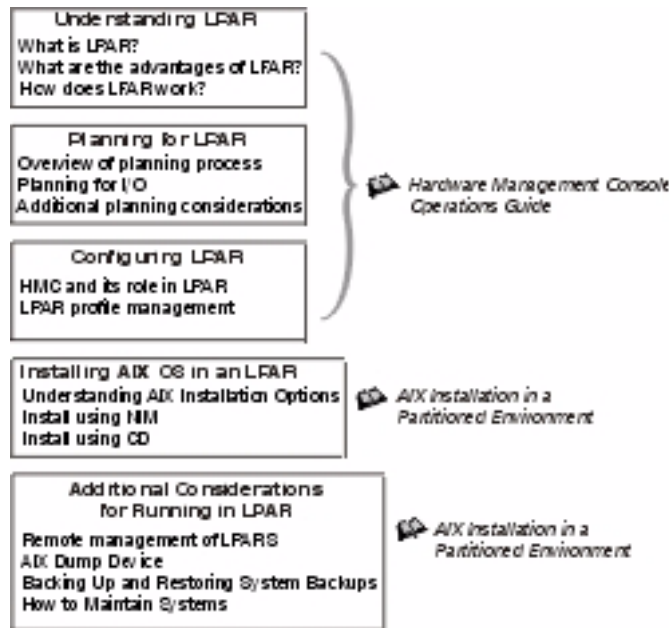 Understanding LPAR
What is LPAR?
What are the advantages of LPAR?
How does LPAR work?
Planning for LPAR
Overview of planning process
Planning for I/O
Additional planning considerations
Hardware Management Console
Operations Guide
Configuring LPAR
HMC and its role in LPAR
LPAR profile management
Installing AIX OS in an LPAR
Understanding AIX Installation Options
Install using NIM
Install using CD
AIX Installation in a
Partitioned Environment
Additional Considerations
for Running in LPAR
Remote management of LPARS
AIX Dump Device
Backing Up and Restoring System Backups
How to Maintain Systems
AIX Installation in a
Partitioned Environment